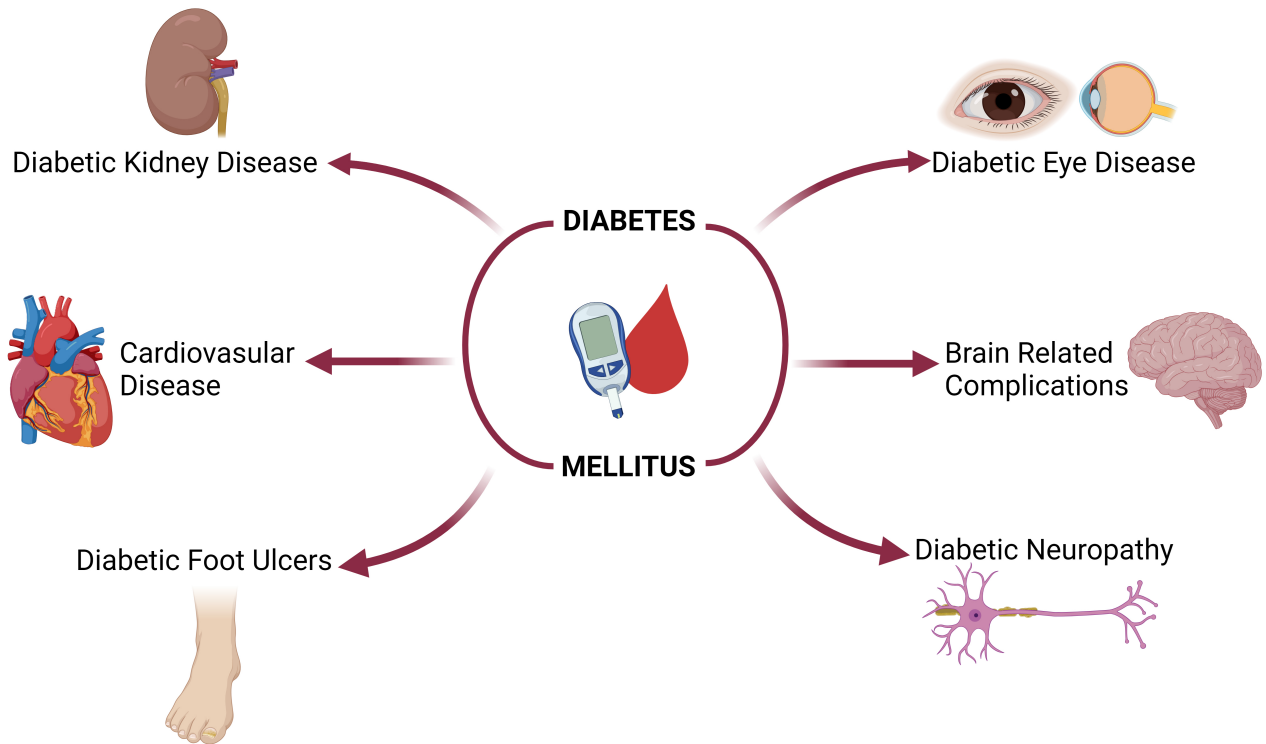 Diabetic Kidney Disease
Diabetic Eye Disease
DIABETES
Cardiovasular
Disease
Brain Related
Complications
MELLITUS
Diabetic Foot Ulcers
Diabetic Neuropathy